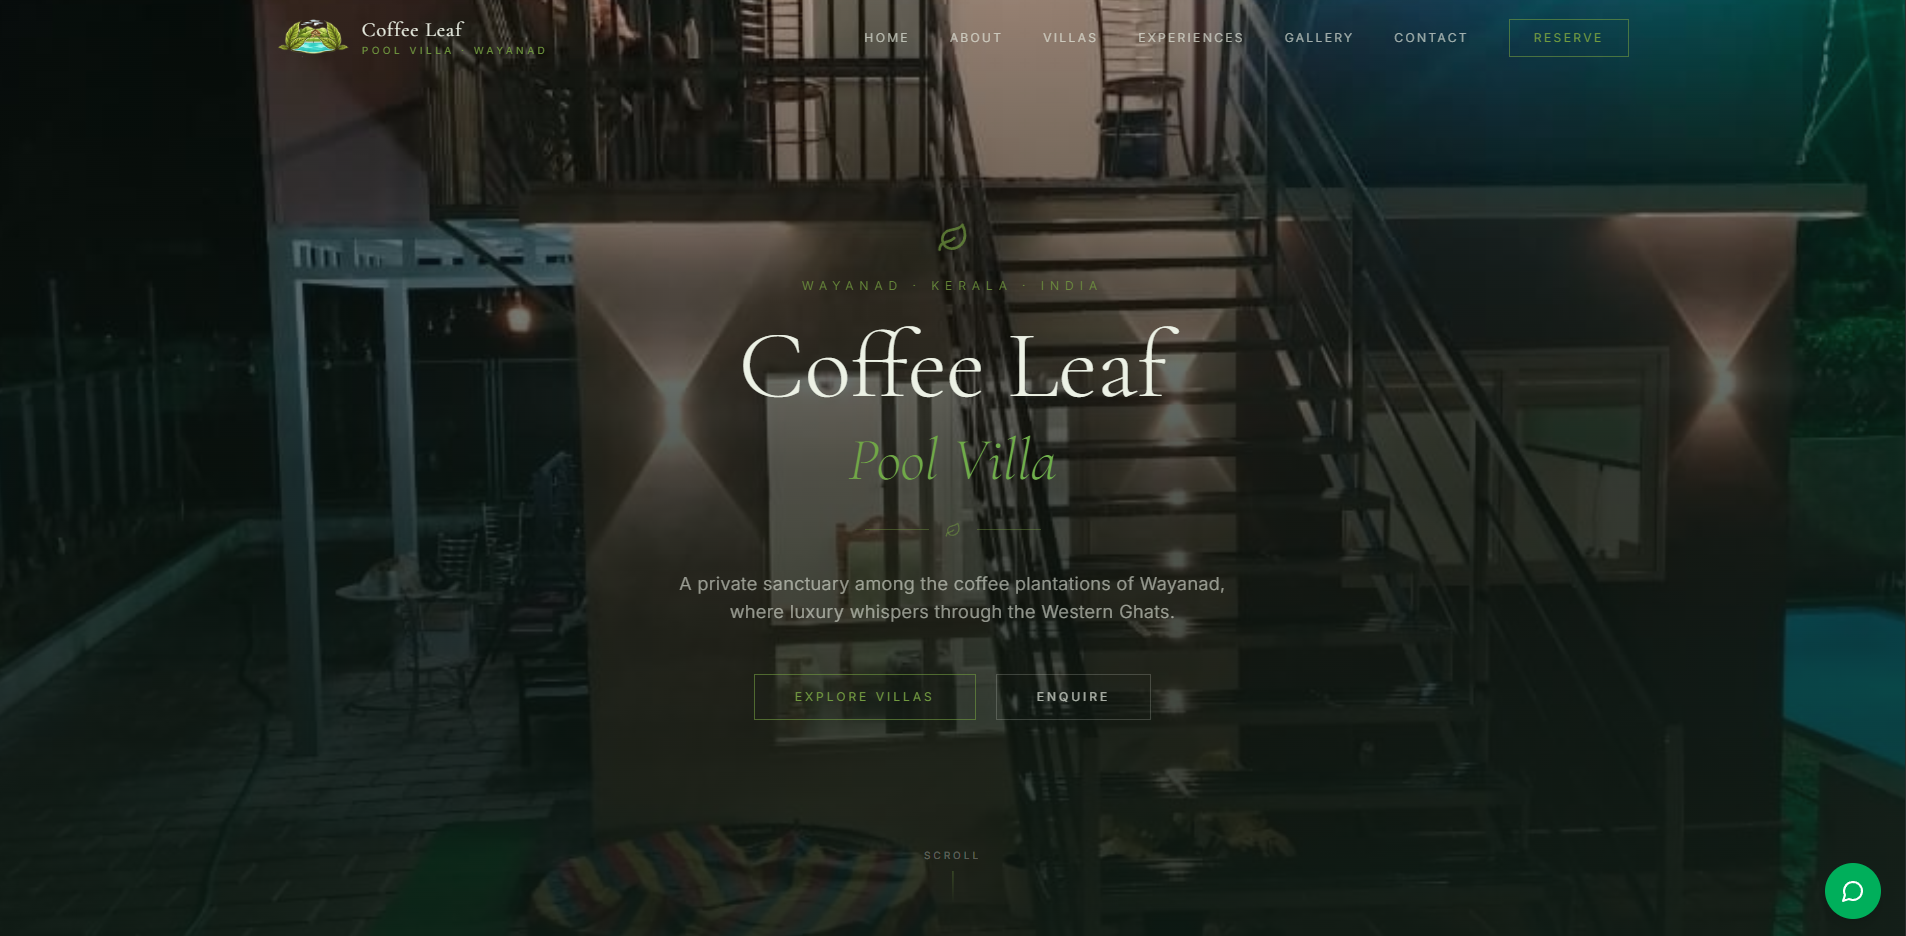 Coffee Leaf
POOL VILLA · WAYANAD
HOME
ABOUT
VILLAS
EXPERIENCES
GALLERY
CONTACT
RESERVE
WAYANAD · KERALA · INDIA
Coffee Leaf
Pool Villa
A private sanctuary among the coffee plantations of Wayanad,
where luxury whispers through the Western Ghats.
EXPLORE VILLAS
ENQUIRE
SCROLL